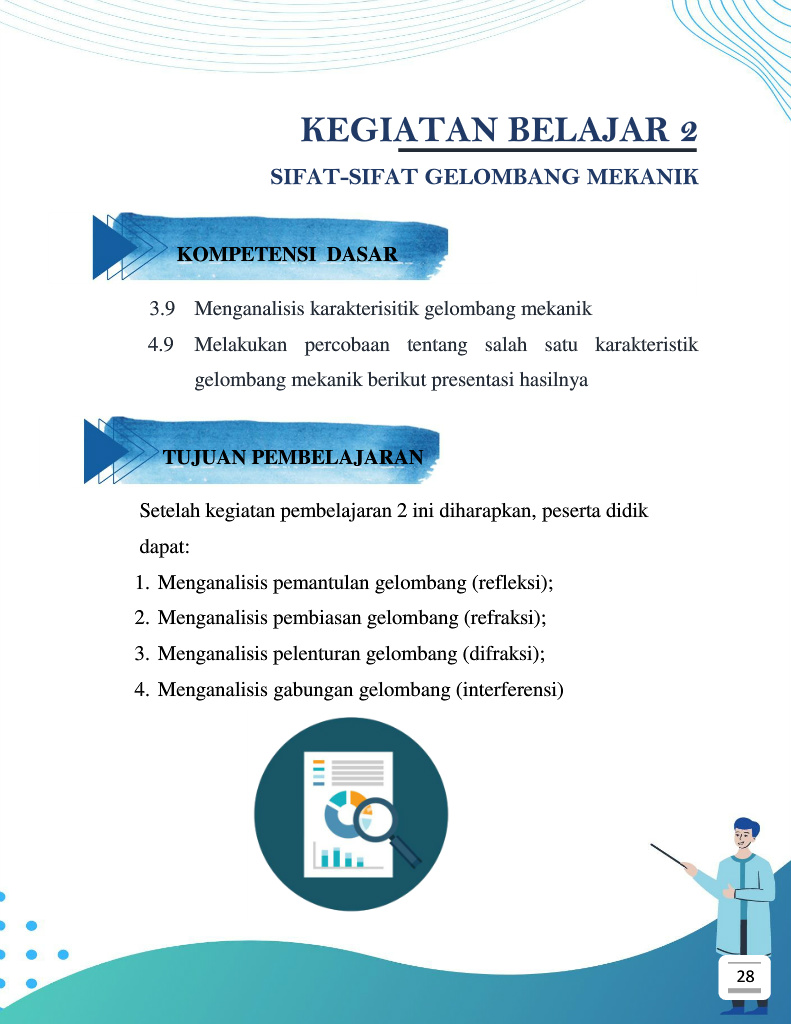 KEGIATAN BELAJAR 2
SIFAT-SIFAT GELOMBANG MEKANIK
KOMPETENSI DASAR
3.9 Menganalisis karakterisitik gelombang mekanik
4.9 Melakukan percobaan tentang salah satu karakteristik
gelombang mekanik berikut presentasi hasilnya
TUJUAN PEMBELAJARAN
Setelah kegiatan pembelajaran 2 ini diharapkan, peserta didik
dapat:
1. Menganalisis pemantulan gelombang (refleksi);
2. Menganalisis pembiasan gelombang (refraksi);
3. Menganalisis pelenturan gelombang (difraksi);
4. Menganalisis gabungan gelombang (interferensi)
28